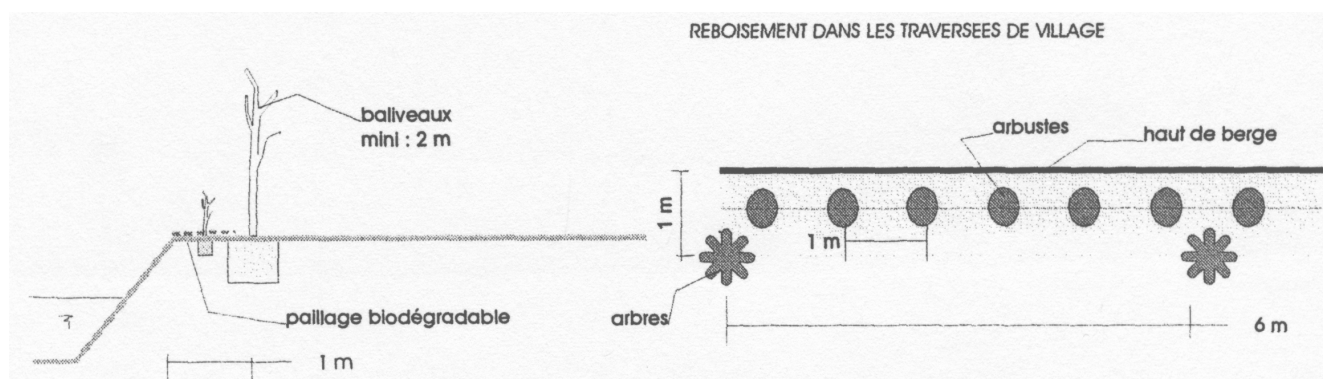 REBOISEMENT DANS LES TRAVERSEES DE VILLAGE
baliveaux
mini : 2 m
paillage biodégradable
1 m
arbustes
haut de berge
1 m
1 m
arbres
6 m